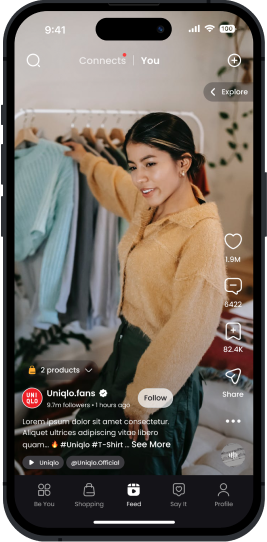 9:41
100
Connects | You
Explore
1.9M
6422
82.4K
Share
2 products
UNI
QLO
Uniqlo.fans
9.7m followers • 1 hours ago
Follow
Lorem ipsum dolor sit amet consectetur.
Aliquet ultrices adipiscing vitae libero
quam... 🔥 #Uniqlo #T-Shirt ... See More
Uniqlo
@Uniqlo.Official
Be You
Shopping
Feed
Say It
Profile